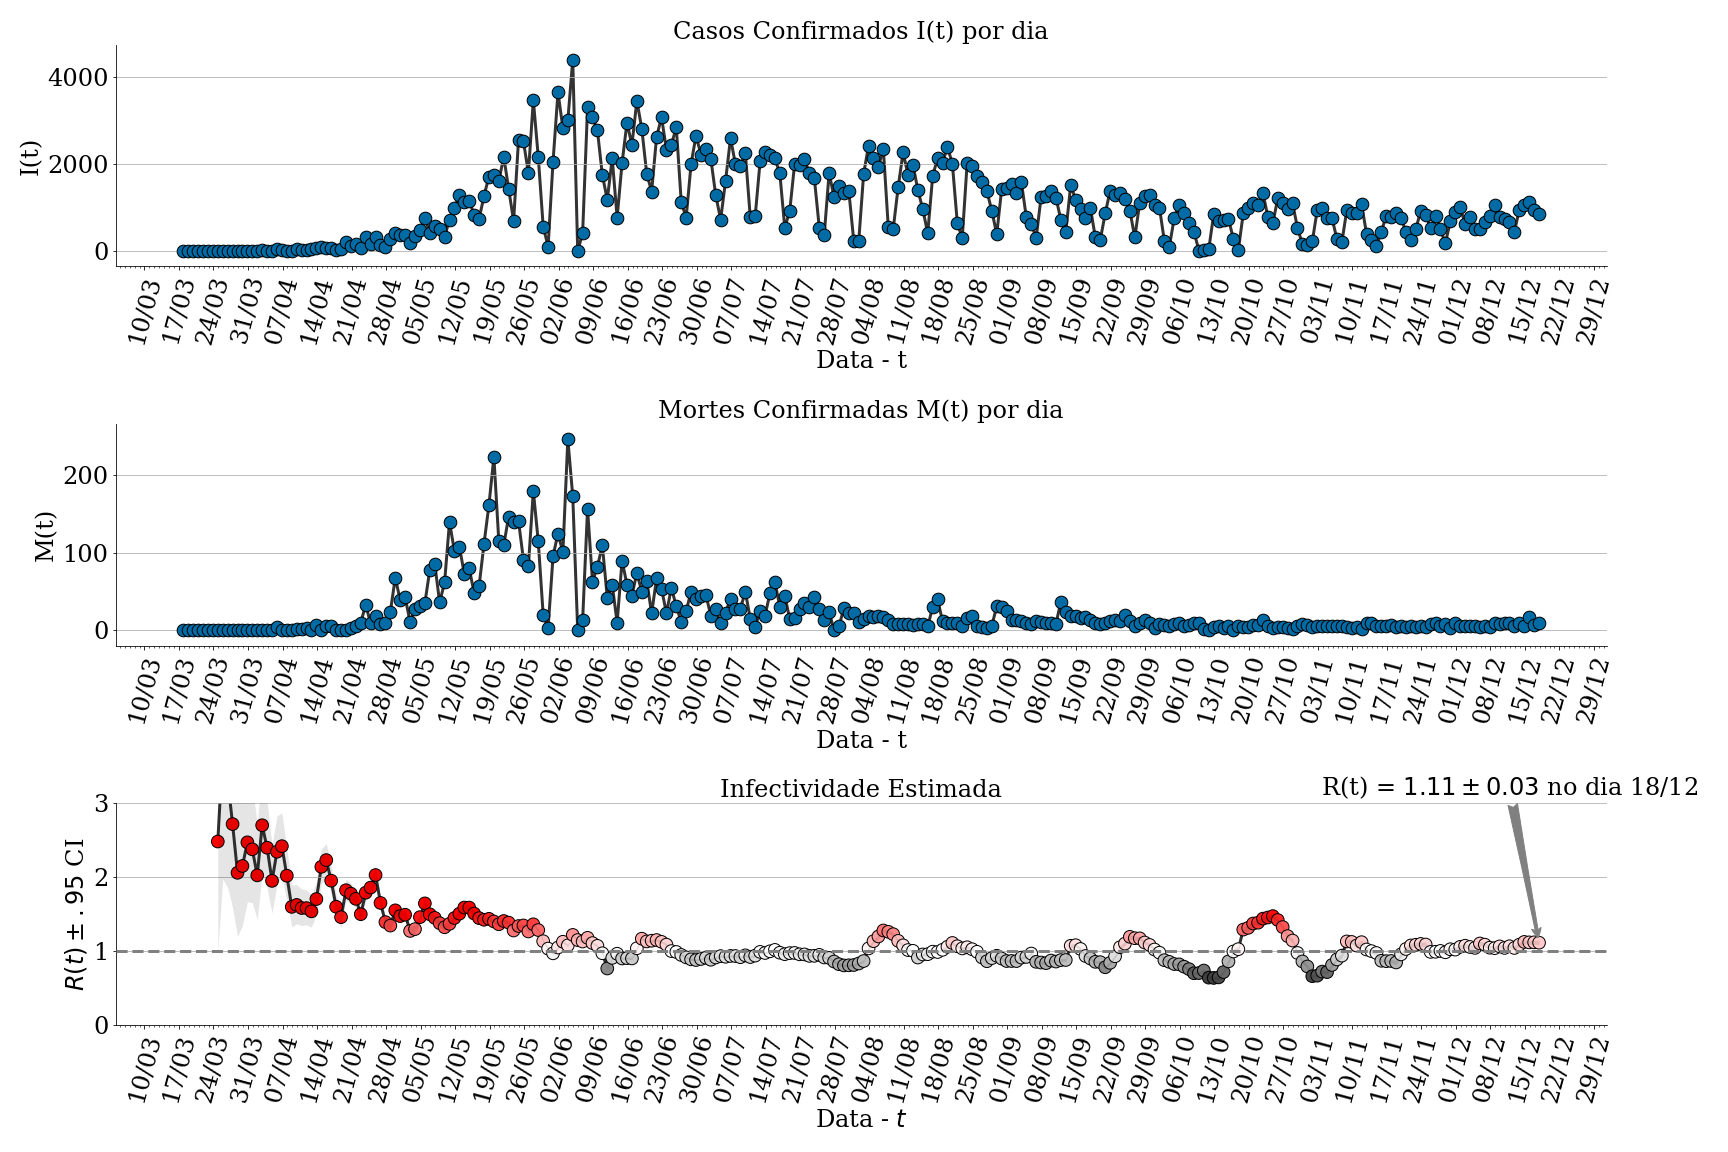 Casos Confirmados I(t) por dia
4000
2000
0
I(t)
10/03 17/03 24/03 31/03 07/04 14/04 21/04 28/04 05/05 12/05 19/05 26/05 02/06 09/06 16/06 23/06 30/06 07/07 14/07 21/07 28/07 04/08 11/08 18/08 25/08 01/09 08/09 15/09 22/09 29/09 06/10 13/10 20/10 27/10 03/11 10/11 17/11 24/11 01/12 08/12 15/12 22/12 29/12
Data - t
Mortes Confirmadas M(t) por dia
200
100
0
M(t)
10/03 17/03 24/03 31/03 07/04 14/04 21/04 28/04 05/05 12/05 19/05 26/05 02/06 09/06 16/06 23/06 30/06 07/07 14/07 21/07 28/07 04/08 11/08 18/08 25/08 01/09 08/09 15/09 22/09 29/09 06/10 13/10 20/10 27/10 03/11 10/11 17/11 24/11 01/12 08/12 15/12 22/12 29/12
Data - t
Infectividade Estimada
R(t) = 1.11 ± 0.03 no dia 18/12
3
2
1
0
R(t) ± .95 CI
10/03 17/03 24/03 31/03 07/04 14/04 21/04 28/04 05/05 12/05 19/05 26/05 02/06 09/06 16/06 23/06 30/06 07/07 14/07 21/07 28/07 04/08 11/08 18/08 25/08 01/09 08/09 15/09 22/09 29/09 06/10 13/10 20/10 27/10 03/11 10/11 17/11 24/11 01/12 08/12 15/12 22/12 29/12
Data - t